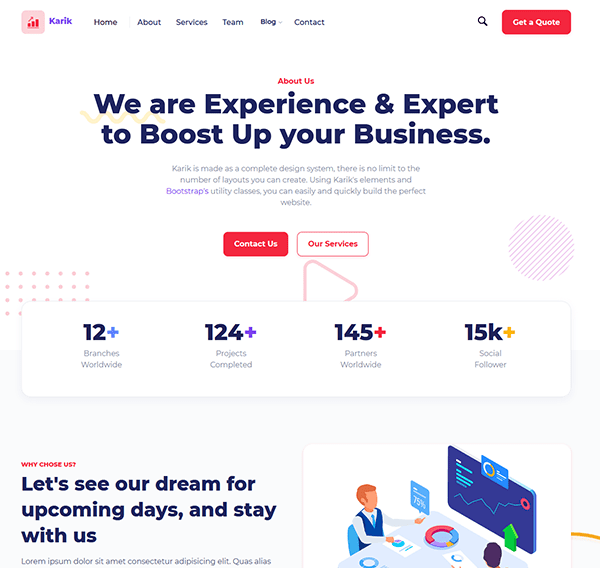 Karik
Home
About
Services
Team
Blog
Contact
Get a Quote
About Us
We are Experience & Expert
to Boost Up your Business.
Karik is made as a complete design system, there is no limit to the
number of layouts you can create. Using Karik's elements and
Bootstrap's utility classes, you can easily and quickly build the perfect
website.
Contact Us
Our Services
12+
Branches
Worldwide
124+
Projects
Completed
145+
Partners
Worldwide
15k+
Social
Follower
WHY CHOSE US?
Let's see our dream for
upcoming days, and stay
with us
Lorem ipsum dolor sit amet consectetur adipisicing elit. Quas alias
75%